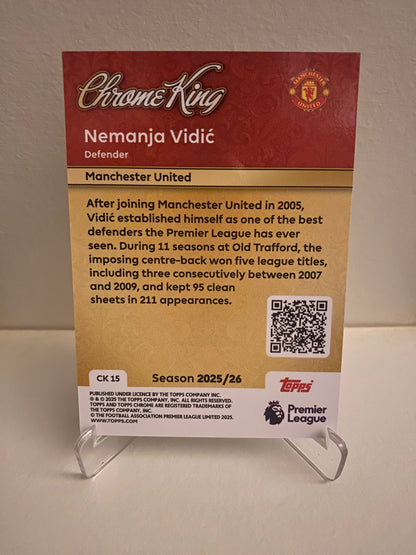 Chrome King
MANCHESTER
UNITED
Nemanja Vidić
Defender
Manchester United
After joining Manchester United in 2005,
Vidić established himself as one of the best
defenders the Premier League has ever
seen. During 11 seasons at Old Trafford, the
imposing centre-back won five league titles,
including three consecutively between 2007
and 2009, and kept 95 clean
sheets in 211 appearances.
CK 15
Season 2025/26
Topps
PUBLISHED UNDER LICENCE BY THE TOPPS COMPANY, INC.
® & © 2025 THE TOPPS COMPANY, INC. ALL RIGHTS RESERVED.
TOPPS AND TOPPS CHROME ARE REGISTERED TRADEMARKS OF
THE TOPPS COMPANY, INC.
© THE FOOTBALL ASSOCIATION PREMIER LEAGUE LIMITED 2025.
WWW.TOPPS.COM
Premier
League